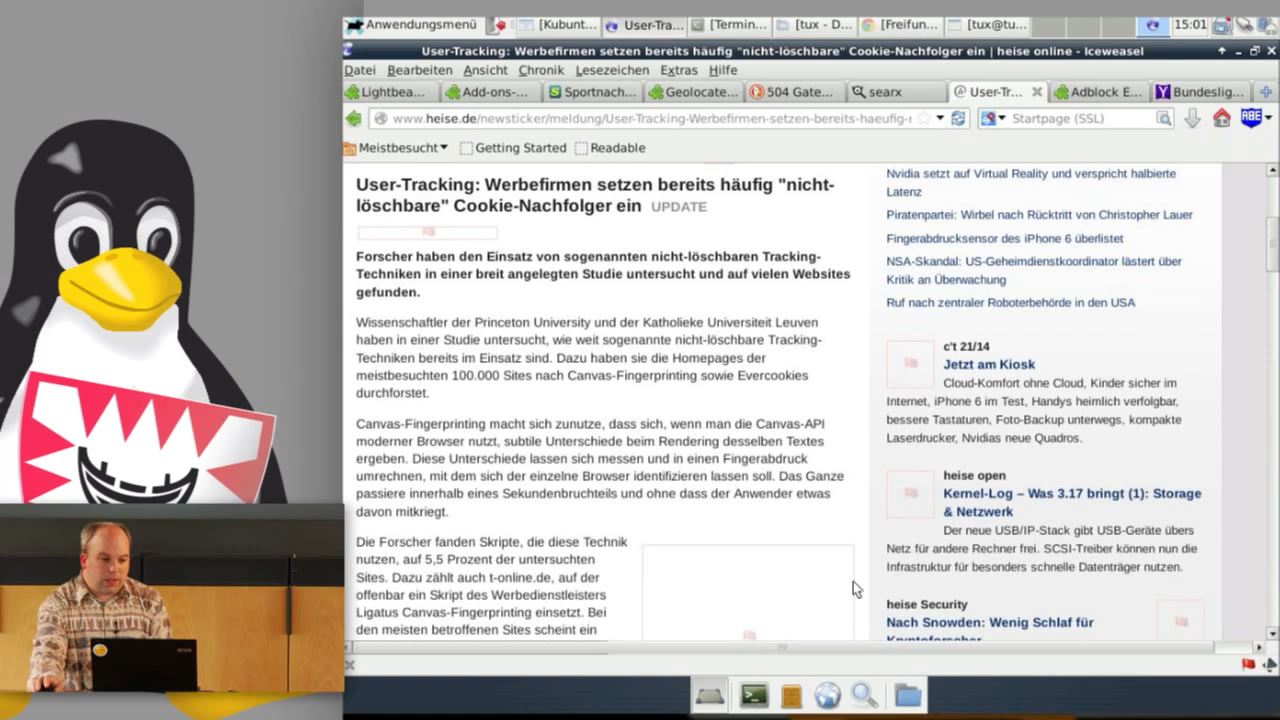 Anwendungsmenü
[Kubunt...
User-Tra...
[Termin...
[tux - D...
[Freifun...
[tux@tu...
15:01
User-Tracking: Werbefirmen setzen bereits häufig "nicht-löschbare" Cookie-Nachfolger ein | heise online - Iceweasel
Datei Bearbeiten Ansicht Chronik Lesezeichen Extras Hilfe
Lightbea...
Add-ons-...
Sportnach...
Geolocate...
504 Gate...
searx
User-Tr...
Adblock E...
Bundeslig...
www.heise.de/newsticker/meldung/User-Tracking-Werbefirmen-setzen-bereits-haeufig-r
Startpage (SSL)
ABE
Meistbesucht
Getting Started
Readable
User-Tracking: Werbefirmen setzen bereits häufig "nicht-
löschbare" Cookie-Nachfolger ein UPDATE
Forscher haben den Einsatz von sogenannten nicht-löschbaren Tracking-
Techniken in einer breit angelegten Studie untersucht und auf vielen Websites
gefunden.
Wissenschaftler der Princeton University und der Katholieke Universiteit Leuven
haben in einer Studie untersucht, wie weit sogenannte nicht-löschbare Tracking-
Techniken bereits im Einsatz sind. Dazu haben sie die Homepages der
meistbesuchten 100.000 Sites nach Canvas-Fingerprinting sowie Evercookies
durchforstet.
Canvas-Fingerprinting macht sich zunutze, dass sich, wenn man die Canvas-API
moderner Browser nutzt, subtile Unterschiede beim Rendering desselben Textes
ergeben. Diese Unterschiede lassen sich messen und in einen Fingerabdruck
umrechnen, mit dem sich der einzelne Browser identifizieren lassen soll. Das Ganze
passiere innerhalb eines Sekundenbruchteils und ohne dass der Anwender etwas
davon mitkriegt.
Die Forscher fanden Skripte, die diese Technik
nutzen, auf 5,5 Prozent der untersuchten
Sites. Dazu zählt auch t-online.de, auf der
offenbar ein Skript des Werbedienstleisters
Ligatus Canvas-Fingerprinting einsetzt. Bei
den meisten betroffenen Sites scheint ein
Nvidia setzt auf Virtual Reality und verspricht halbierte
Latenz
Piratenpartei: Wirbel nach Rücktritt von Christopher Lauer
Fingerabdrucksensor des iPhone 6 überlistet
NSA-Skandal: US-Geheimdienstkoordinator lästert über
Kritik an Überwachung
Ruf nach zentraler Roboterbehörde in den USA
c't 21/14
Jetzt am Kiosk
Cloud-Komfort ohne Cloud, Kinder sicher im
Internet, iPhone 6 im Test, Handys heimlich verfolgbar,
bessere Tastaturen, Foto-Backup unterwegs, kompakte
Laserdrucker, Nvidias neue Quadros.
heise open
Kernel-Log – Was 3.17 bringt (1): Storage
& Netzwerk
Der neue USB/IP-Stack gibt USB-Geräte übers
Netz für andere Rechner frei. SCSI-Treiber können nun die
Infrastruktur für besonders schnelle Datenträger nutzen.
heise Security
Nach Snowden: Wenig Schlaf für
Kryptoforscher